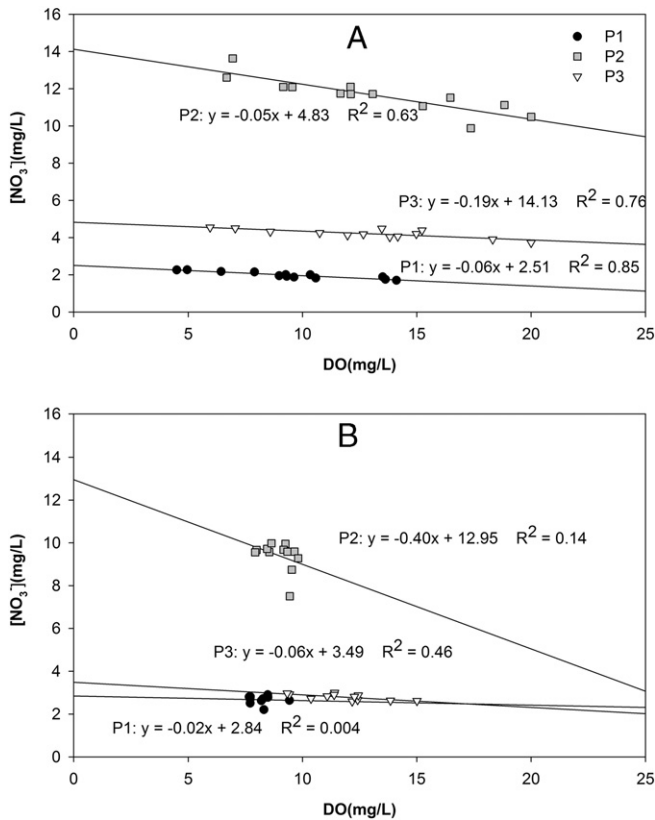 A
P1
P2
P3
16
14
12
10
8
6
4
2
0
[NO3-](mg/L)
P2: y = -0.05x + 4.83 R2 = 0.63
P3: y = -0.19x + 14.13 R2 = 0.76
P1: y = -0.06x + 2.51 R2 = 0.85
0 5 10 15 20 25
DO(mg/L)
B
16
14
12
10
8
6
4
2
0
[NO3-](mg/L)
P2: y = -0.40x + 12.95 R2 = 0.14
P3: y = -0.06x + 3.49 R2 = 0.46
P1: y = -0.02x + 2.84 R2 = 0.004
0 5 10 15 20 25
DO(mg/L)